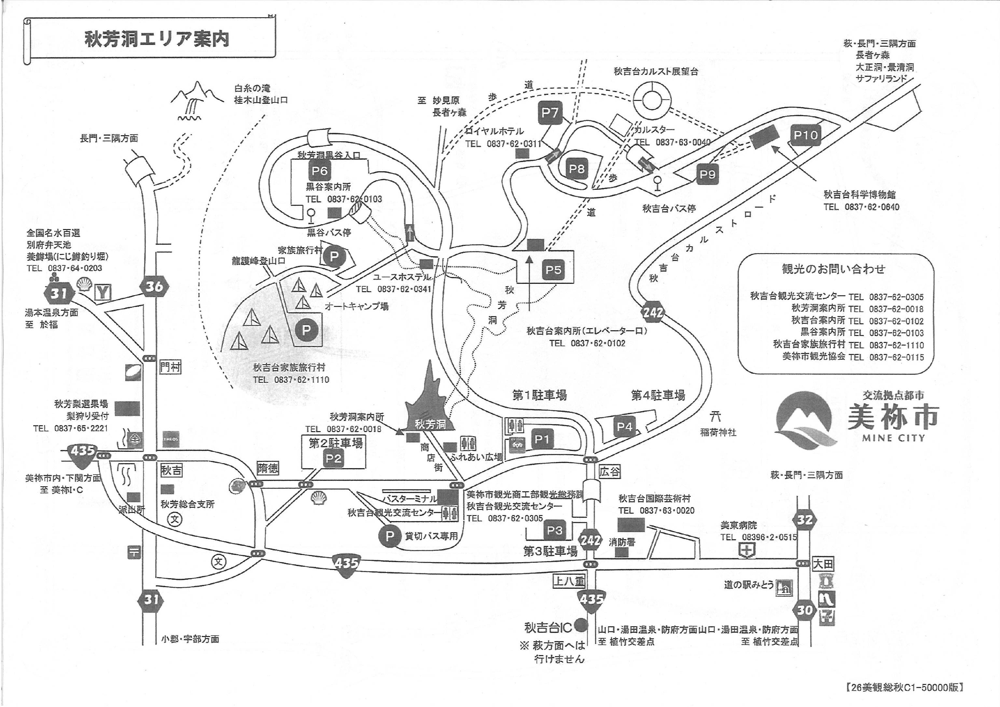 秋芳洞エリア案内
萩・長門・三隅方面
長者ヶ森
大正洞・景清洞
サファリランド
白糸の滝
桂木山登山口
長門・三隅方面
至 妙見原
長者ヶ森
歩
道
秋吉台カルスト展望台
P7
ロイヤルホテル
TEL 0837・62・0311
カルスター
TEL 0837・63・0040
P10
P8
P9
歩
道
秋吉台バス停
秋吉台科学博物館
TEL 0837・62・0640
秋芳洞黒谷入口
P6
黒谷案内所
TEL 0837・62・0103
黒谷バス停
全国名水百選
別府弁天池
養鱒場(にじ鱒釣り堀)
TEL 0837・64・0203
31
Y
36
湯本温泉方面
至 於福
家族旅行村
P
龍護峰登山口
ユースホステル
TEL 0837・62・0341
オートキャンプ場
P
秋吉台家族旅行村
TEL 0837・62・1110
P5
秋
芳
洞
秋吉台案内所(エレベーター口)
TEL 0837・62・0102
秋吉台カルストロード
242
観光のお問い合わせ
秋吉台観光交流センター TEL 0837-62-0305
秋芳洞案内所 TEL 0837-62-0018
秋吉台案内所 TEL 0837-62-0102
黒谷案内所 TEL 0837-62-0103
秋吉台家族旅行村 TEL 0837-62-1110
美祢市観光協会 TEL 0837-62-0115
交流拠点都市
美祢市
MINE CITY
門村
秋芳梨選果場
梨狩り受付
TEL 0837・65・2221
ENEOS
435
美祢市内・下関方面
至 美祢I・C
秋吉
派出所
秋芳総合支所
文
〒
文
隋徳
秋芳洞案内所
TEL 0837・62・0018
秋芳洞
第2駐車場
P2
商
店
街
ふれあい広場
第1駐車場
P1
第4駐車場
P4
稲荷神社
広谷
バスターミナル
秋吉台観光交流センター
P
貸切バス専用
美祢市観光商工部観光総務課
秋吉台観光交流センター
TEL 0837・62・0305
P3
第3駐車場
242
秋吉台国際芸術村
TEL 0837・63・0020
消防署
美東病院
TEL 08396・2・0515
萩・長門・三隅方面
32
大田
435
上八重
435
道の駅みとう
30
31
小郡・宇部方面
秋吉台IC
※ 萩方面へは
行けません
山口・湯田温泉・防府方面
至 植竹交差点
山口・湯田温泉・防府方面
至 植竹交差点
【26美観総秋C1-50000版】